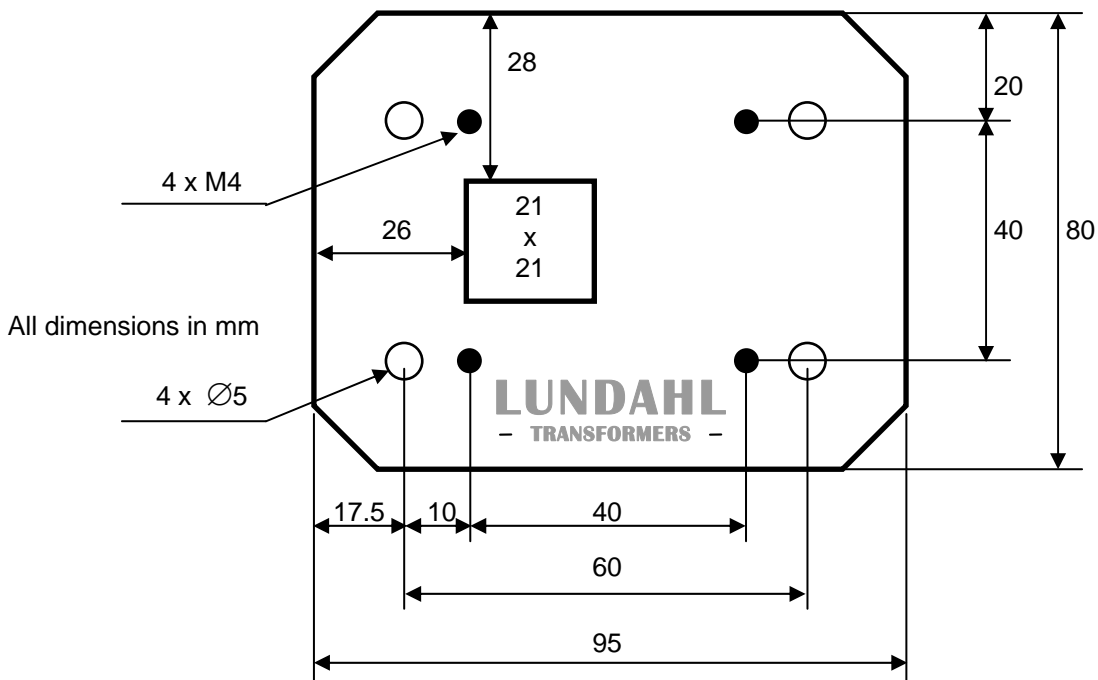 28
20
4 x M4
21
x
21
26
40
80
All dimensions in mm
4 x ∅5
LUNDAHL
– TRANSFORMERS –
17.5
10
40
60
95